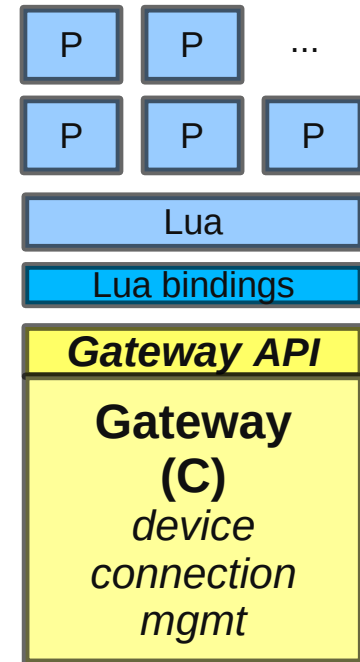 P P ...
P P P
Lua
Lua bindings
Gateway API
Gateway
(C)
device
connection
mgmt